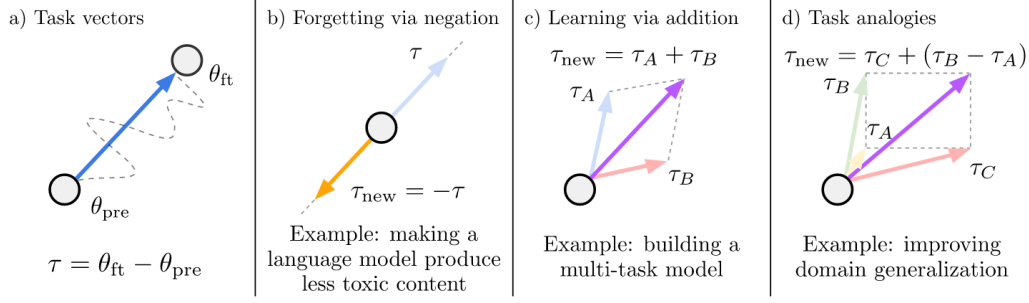 a) Task vectors
θft
θpre
τ = θft − θpre
b) Forgetting via negation
τ
τnew = −τ
Example: making a
language model produce
less toxic content
c) Learning via addition
τnew = τA + τB
τA
τB
Example: building a
multi-task model
d) Task analogies
τnew = τC + (τB − τA)
τB
τA
τC
Example: improving
domain generalization